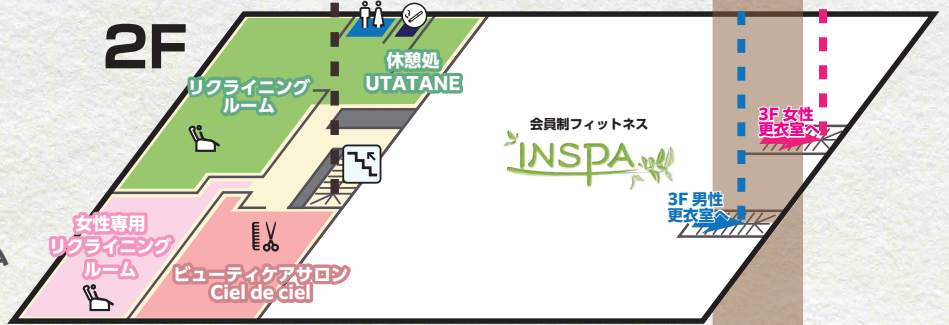 2F
リクライニング
ルーム
休憩処
UTATANE
会員制フィットネス
INSPA
3F 女性
更衣室へ
3F 男性
更衣室へ
女性専用
リクライニング
ルーム
ビューティケアサロン
Ciel de ciel